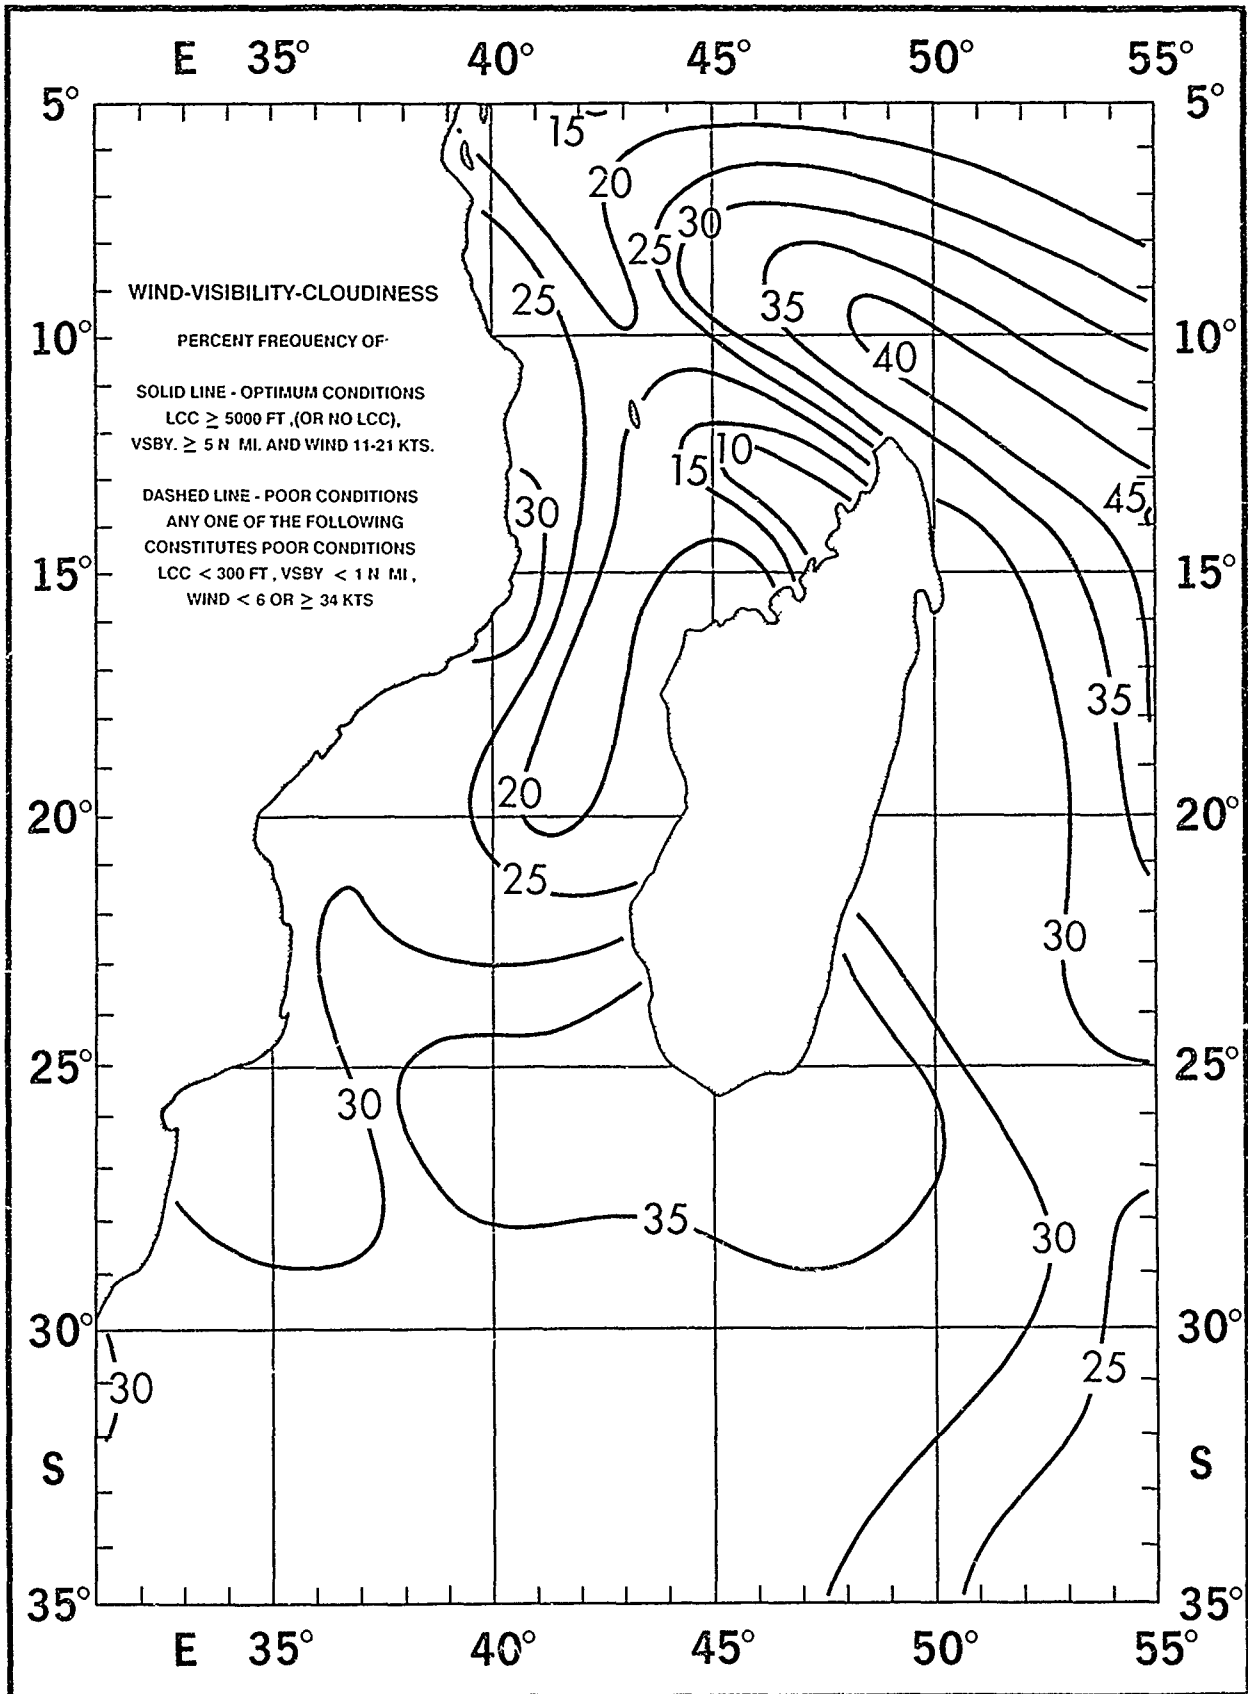 E 35° 40° 45° 50° 55°
5° 5°
15
20
30
25
WIND-VISIBILITY-CLOUDINESS
25
35
10° 10°
PERCENT FREQUENCY OF
40
SOLID LINE - OPTIMUM CONDITIONS
LCC ≥ 5000 FT ,(OR NO LCC),
VSBY. ≥ 5 N MI. AND WIND 11-21 KTS.
10
15
DASHED LINE - POOR CONDITIONS
45
30
ANY ONE OF THE FOLLOWING
CONSTITUTES POOR CONDITIONS
15° 15°
LCC < 300 FT , VSBY < 1 N MI ,
WIND < 6 OR ≥ 34 KTS
35
20
20° 20°
25
30
25° 25°
30
35
30
30° 30°
25
30
S S
35° 35°
E 35° 40° 45° 50° 55°